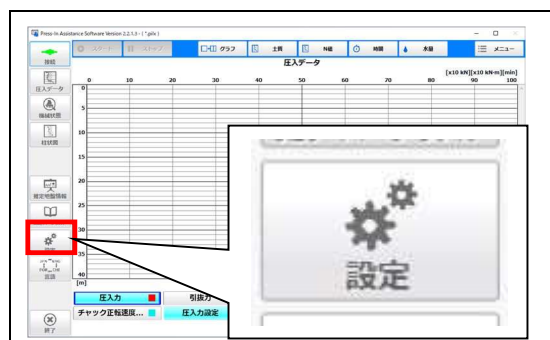 Press-In Assistance Software Version 2.2.1.3 - ( *.pilx )
接続
スタート
ストップ
グラフ
土質
N値
時間
水量
メニュー
圧入データ
[x10 kN][x10 kN-m][min]
0 10 20 30 40 50 60 70 80 90 100
圧入データ
機械状態
柱状図
推定地盤情報
設定
言語
終了
0
5
10
15
20
25
30
35
40
[m]
圧入力
引抜力
チャック正転速度...
圧入力設定
設定